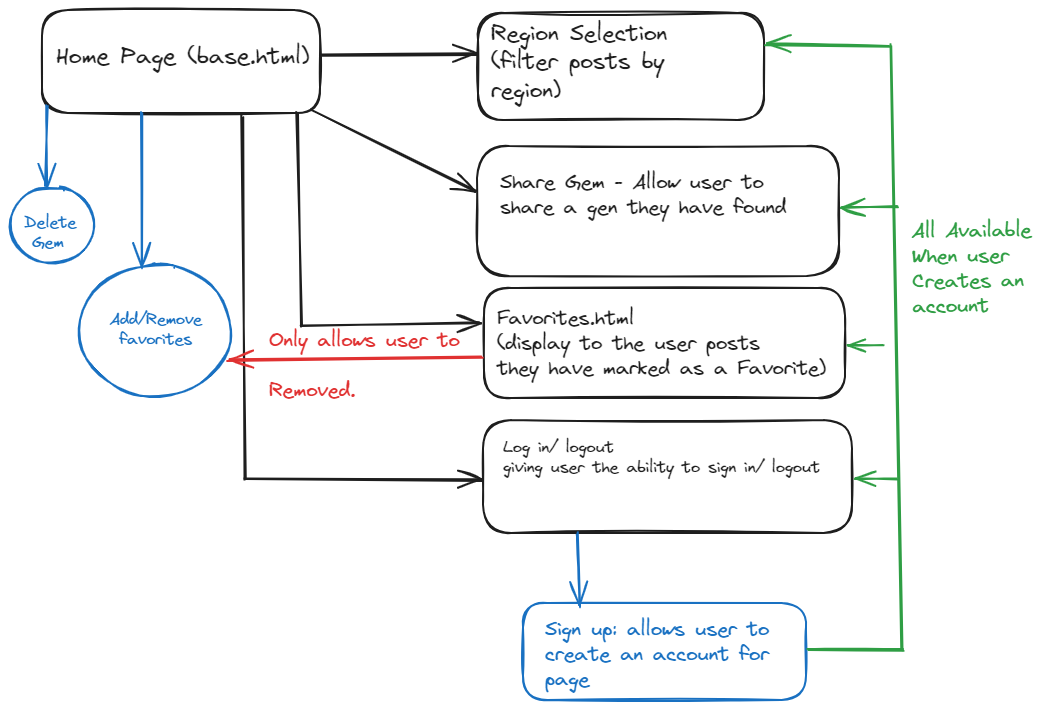 Home Page (base.html)
Region Selection
(filter posts by
region)
Share Gem - Allow user to
share a gen they have found
Delete
Gem
All Available
When user
Creates an
account
Add/Remove
favorites
Favorites.html
(display to the user posts
they have marked as a Favorite)
Only allows user to
Removed.
Log in/ logout
giving user the ability to sign in/ logout
Sign up: allows user to
create an account for
page